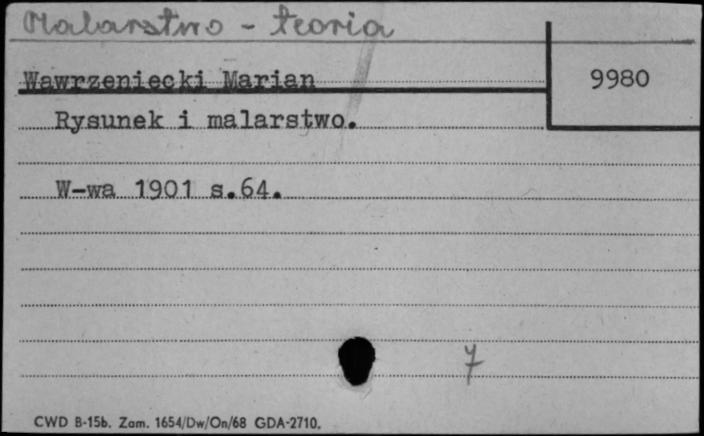 Malarstwo - teoria
Wawrzeniecki Marian
9980
Rysunek i malarstwo.
W-wa 1901 s.64.
7
CWD B-15b. Zam. 1654/Dw/On/68 GDA-2710.